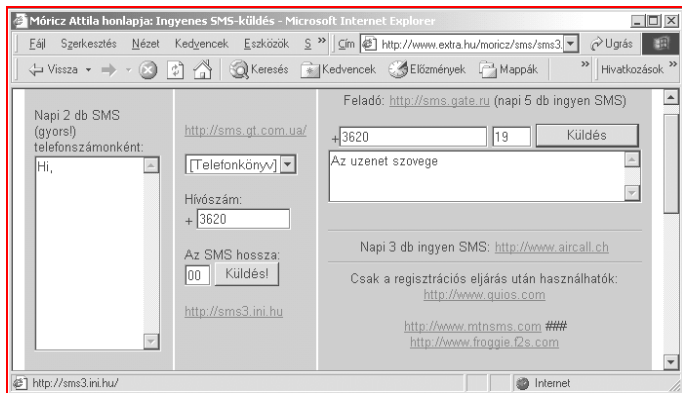 Móricz Attila honlapja: Ingyenes SMS-küldés - Microsoft Internet Explorer
Fájl Szerkesztés Nézet Kedvencek Eszközök S » Cím http://www.extra.hu/moricz/sms/sms3. Ugrás
Vissza Keresés Kedvencek Előzmények Mappák » Hivatkozások »
Napi 2 db SMS
(gyors!)
telefonszámonként:
Hi,
http://sms.gt.com.ua/
[Telefonkönyv]
Hívószám:
+ 3620
Az SMS hossza:
00 Küldés!
http://sms3.ini.hu
Feladó: http://sms.gate.ru (napi 5 db ingyen SMS)
+ 3620 19 Küldés
Az uzenet szovege
Napi 3 db ingyen SMS: http://www.aircall.ch
Csak a regisztrációs eljárás után használhatók:
http://www.quios.com
http://www.mtnsms.com ###
http://www.froggie.f2s.com
http://sms3.ini.hu/ Internet